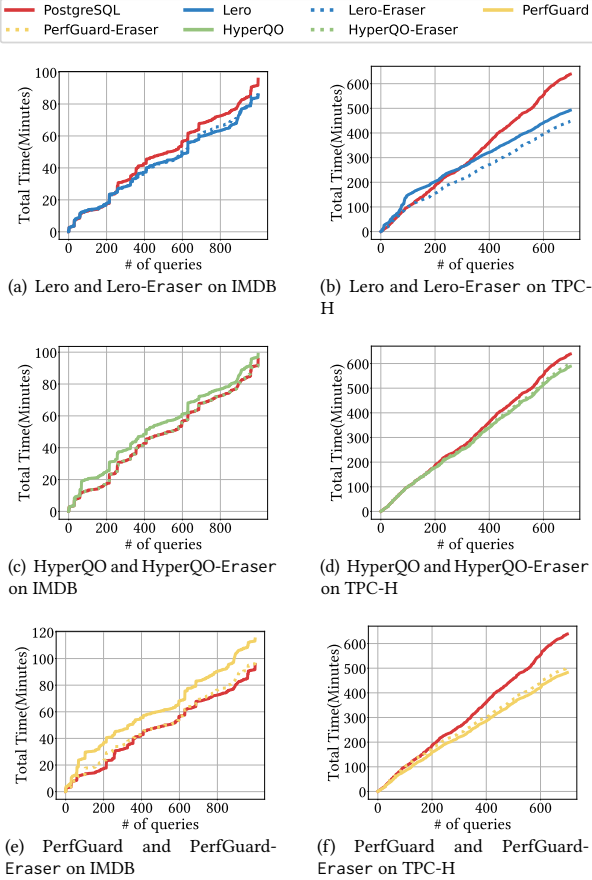 PostgreSQL Lero Lero-Eraser PerfGuard
PerfGuard-Eraser HyperQO HyperQO-Eraser
100
80
60
40
20
0
Total Time(Minutes)
0 200 400 600 800
# of queries
(a) Lero and Lero-Eraser on IMDB
600
500
400
300
200
100
0
Total Time(Minutes)
0 200 400 600
# of queries
(b) Lero and Lero-Eraser on TPC-
H
100
80
60
40
20
0
Total Time(Minutes)
0 200 400 600 800
# of queries
(c) HyperQO and HyperQO-Eraser
on IMDB
600
500
400
300
200
100
0
Total Time(Minutes)
0 200 400 600
# of queries
(d) HyperQO and HyperQO-Eraser
on TPC-H
120
100
80
60
40
20
0
Total Time(Minutes)
0 200 400 600 800
# of queries
(e) PerfGuard and PerfGuard-
Eraser on IMDB
600
500
400
300
200
100
0
Total Time(Minutes)
0 200 400 600
# of queries
(f) PerfGuard and PerfGuard-
Eraser on TPC-H